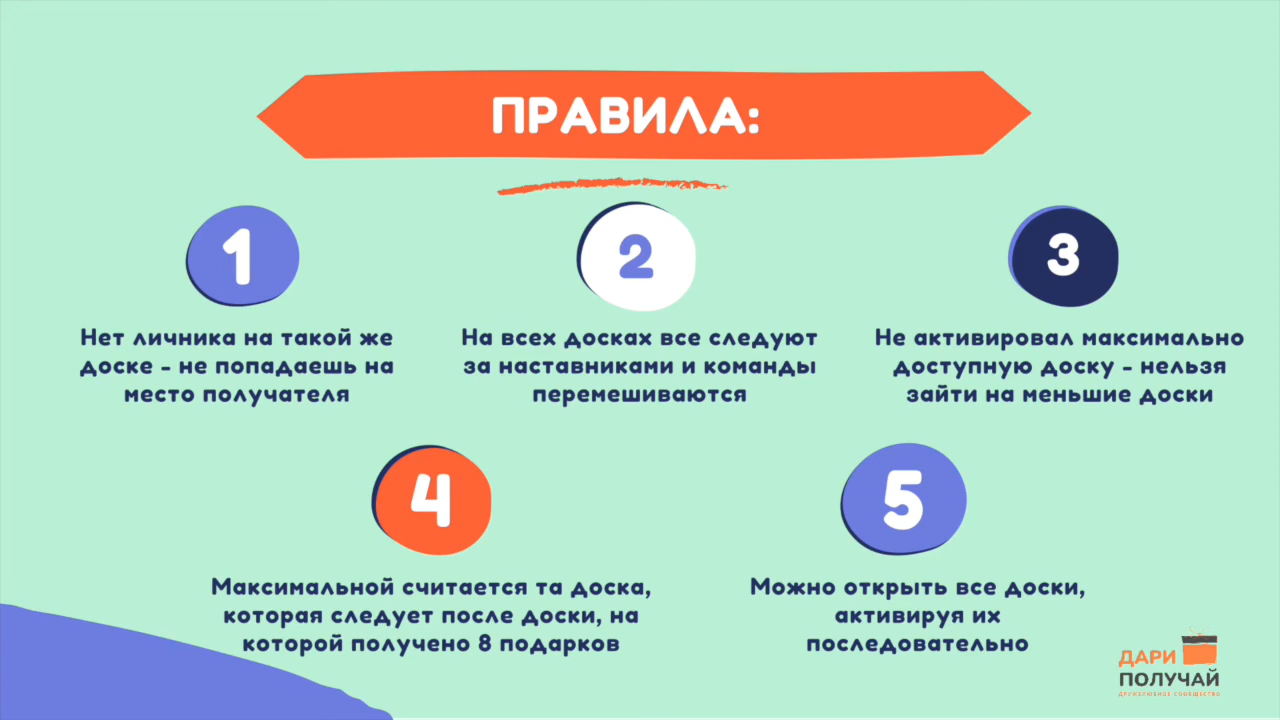 ПРАВИЛА:
1
2
3
Нет личника на такой же
доске - не попадаешь на
место получателя
На всех досках все следуют
за наставниками и команды
перемешиваются
Не активировал максимально
доступную доску - нельзя
зайти на меньшие доски
4
5
Максимальной считается та доска,
которая следует после доски, на
которой получено 8 подарков
Можно открыть все доски,
активируя их
последовательно
ДАРИ
ПОЛУЧАЙ
ДРУЖЕЛЮБНОЕ СООБЩЕСТВО